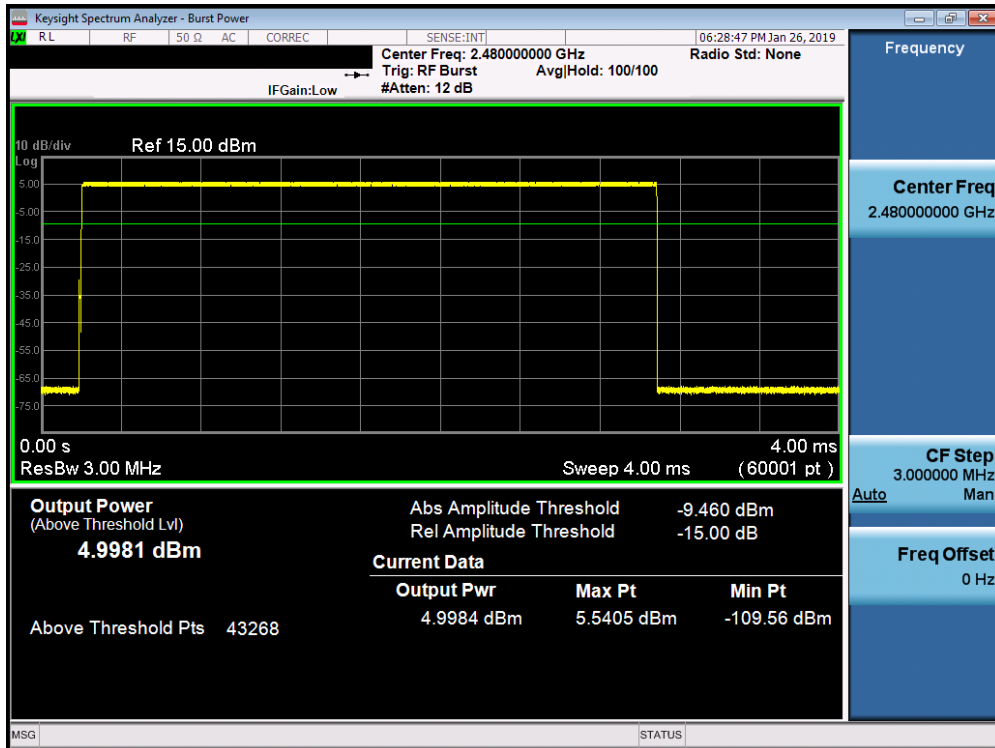 Keysight Spectrum Analyzer - Burst Power
LXI RL RF 50 Ω AC CORREC SENSE:INT 06:28:47 PM Jan 26, 2019
Center Freq: 2.480000000 GHz Radio Std: None
Trig: RF Burst Avg|Hold: 100/100
IFGain:Low #Atten: 12 dB
10 dB/div Ref 15.00 dBm
Log
5.00
-5.00
-15.0
-25.0
-35.0
-45.0
-55.0
-65.0
-75.0
0.00 s 4.00 ms
ResBw 3.00 MHz Sweep 4.00 ms (60001 pt )
Output Power
(Above Threshold Lvl)
4.9981 dBm
Above Threshold Pts 43268
Abs Amplitude Threshold -9.460 dBm
Rel Amplitude Threshold -15.00 dB
Current Data
Output Pwr Max Pt Min Pt
4.9984 dBm 5.5405 dBm -109.56 dBm
Frequency
Center Freq
2.480000000 GHz
CF Step
3.000000 MHz
Auto Man
Freq Offset
0 Hz
MSG STATUS